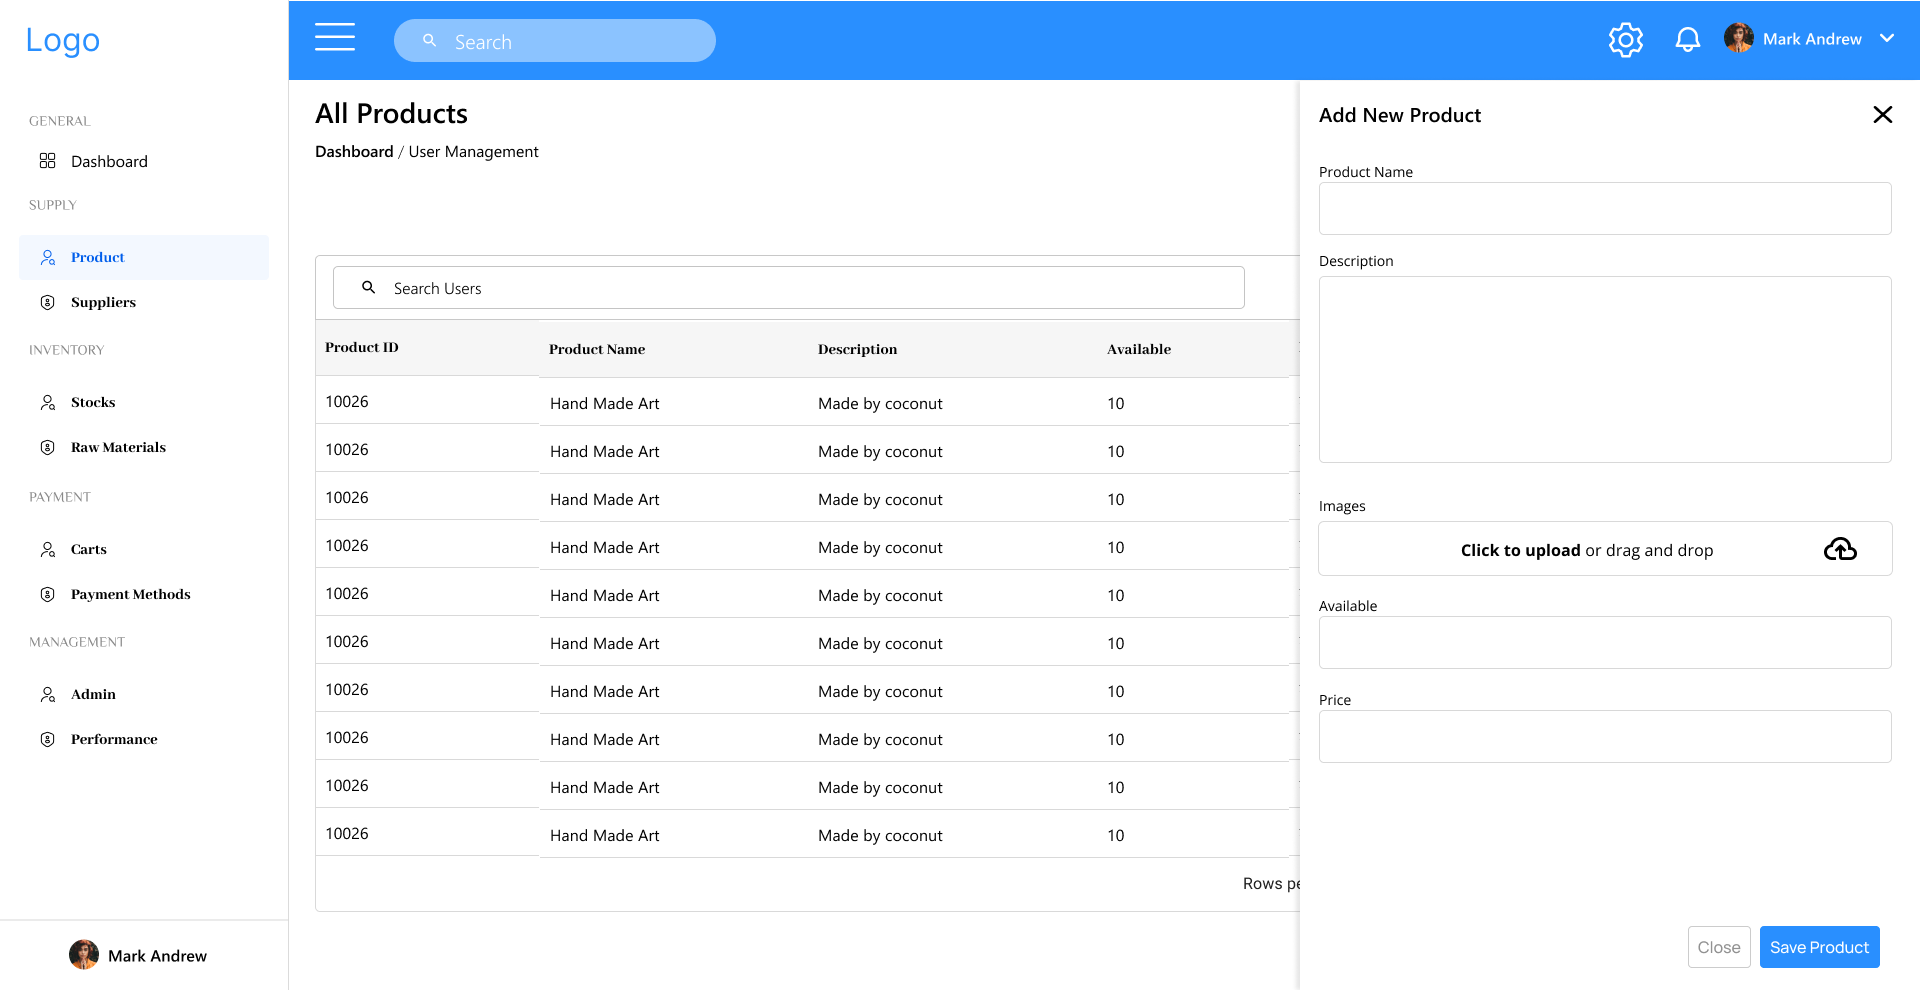 Logo
GENERAL
Dashboard
SUPPLY
Product
Suppliers
INVENTORY
Stocks
Raw Materials
PAYMENT
Carts
Payment Methods
MANAGEMENT
Admin
Performance
Mark Andrew
Search
Mark Andrew
All Products
Dashboard / User Management
Search Users
Product ID Product Name Description Available
10026 Hand Made Art Made by coconut 10
10026 Hand Made Art Made by coconut 10
10026 Hand Made Art Made by coconut 10
10026 Hand Made Art Made by coconut 10
10026 Hand Made Art Made by coconut 10
10026 Hand Made Art Made by coconut 10
10026 Hand Made Art Made by coconut 10
10026 Hand Made Art Made by coconut 10
10026 Hand Made Art Made by coconut 10
10026 Hand Made Art Made by coconut 10
Rows pe
Add New Product
Product Name
Description
Images
Click to upload or drag and drop
Available
Price
Close
Save Product